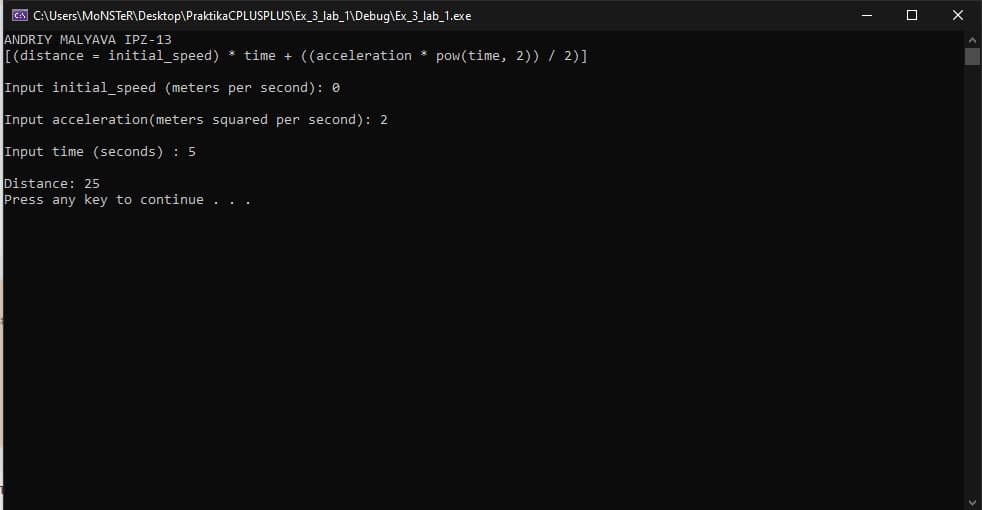 C:\Users\MoNSTeR\Desktop\PraktikaCPLUSPLUS\Ex_3_lab_1\Debug\Ex_3_lab_1.exe
ANDRIY MALYAVA IPZ-13
[(distance = initial_speed) * time + ((acceleration * pow(time, 2)) / 2)]
Input initial_speed (meters per second): 0
Input acceleration(meters squared per second): 2
Input time (seconds) : 5
Distance: 25
Press any key to continue . . .